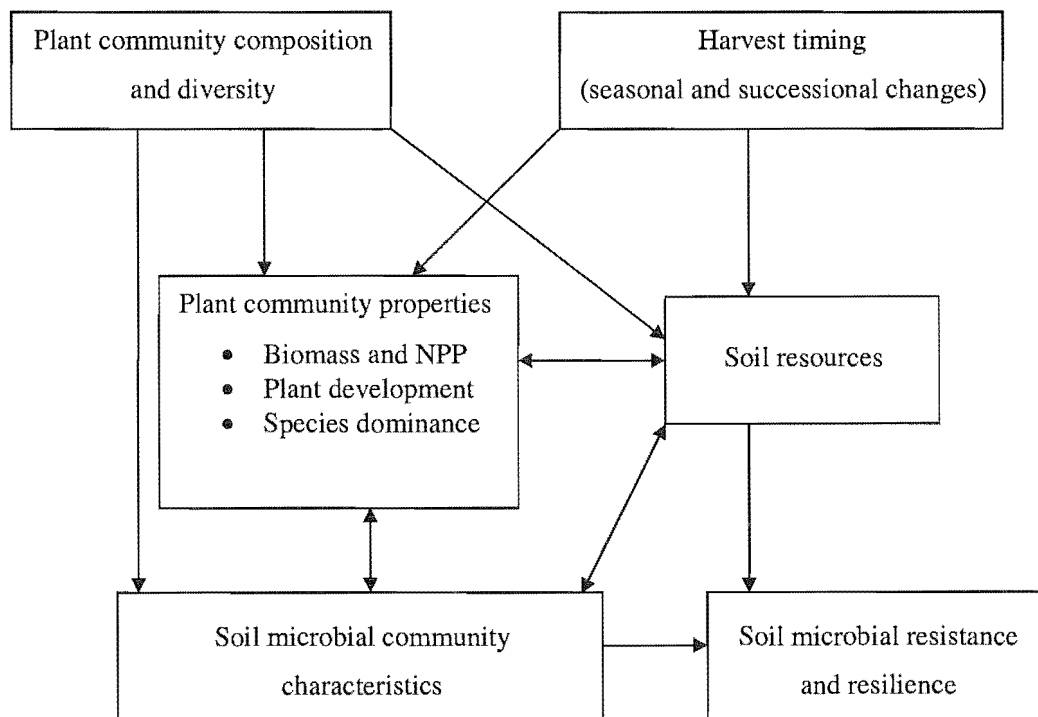 Plant community composition
and diversity
Harvest timing
(seasonal and successional changes)
Plant community properties
• Biomass and NPP
• Plant development
• Species dominance
Soil resources
Soil microbial community
characteristics
Soil microbial resistance
and resilience